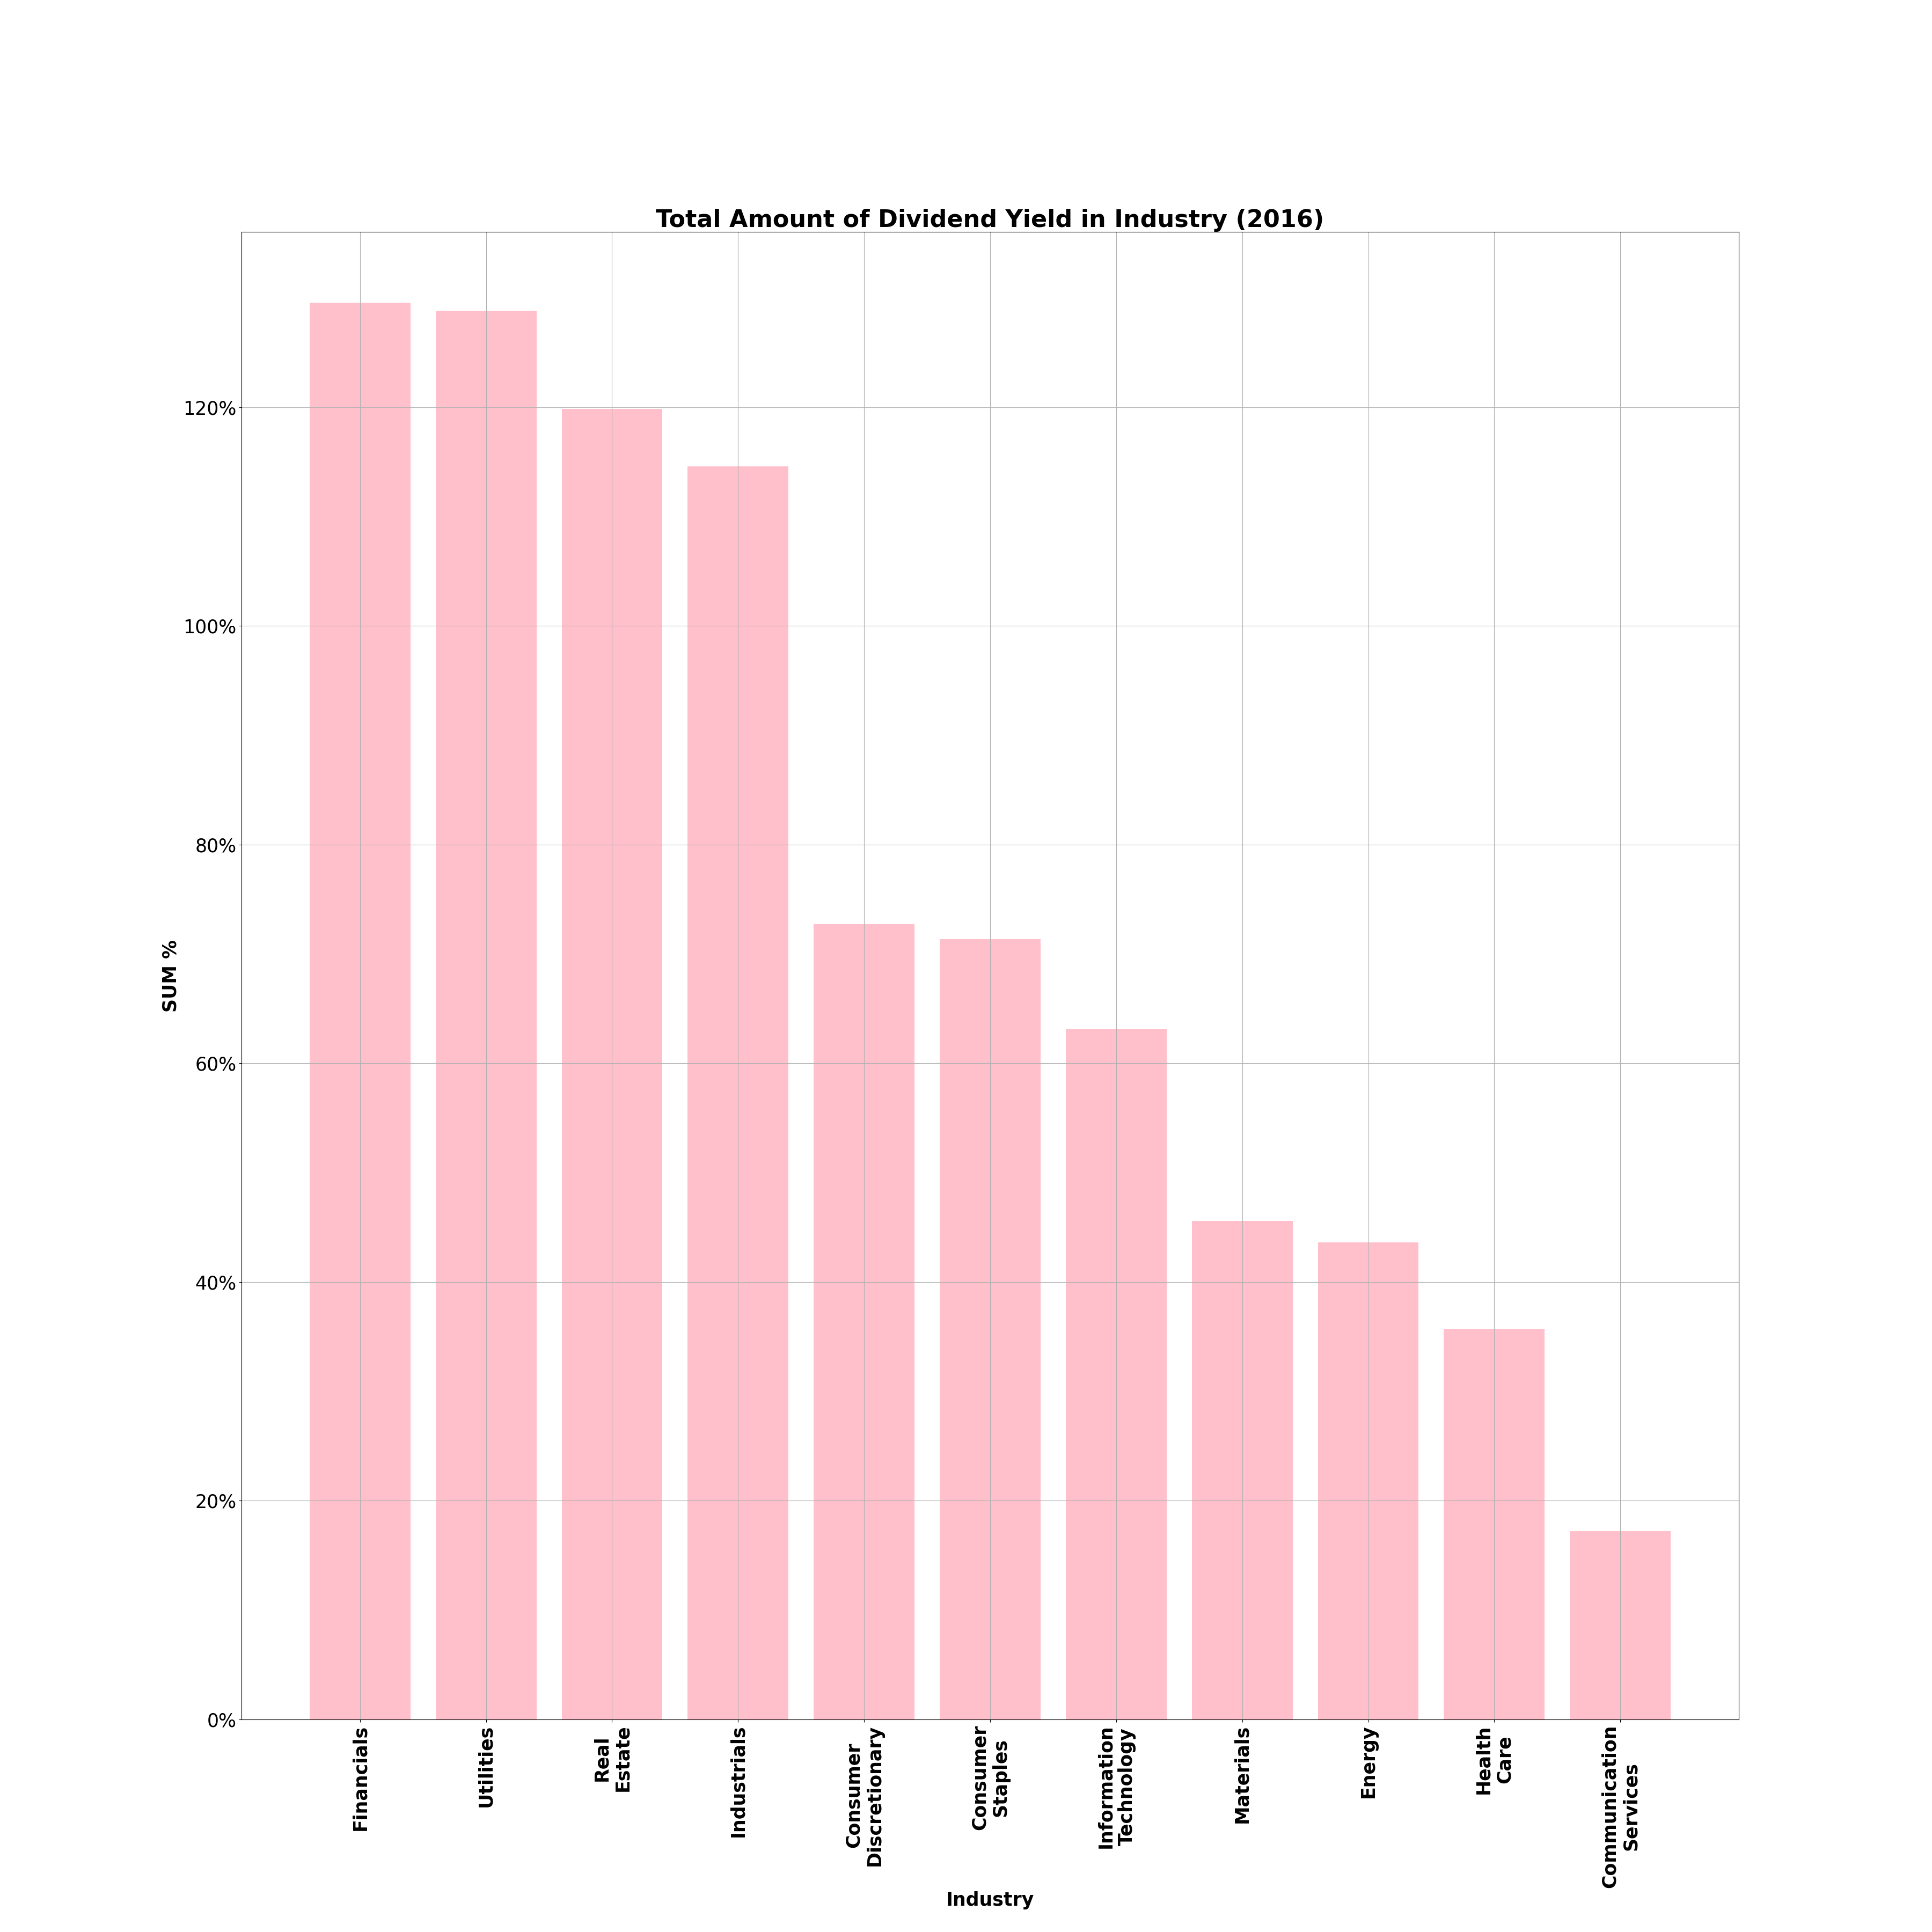 Total Amount of Dividend Yield in Industry (2016)
120%
100%
80%
60%
40%
20%
0%
SUM %
Financials
Utilities
Real
Estate
Industrials
Consumer
Discretionary
Consumer
Staples
Information
Technology
Materials
Energy
Health
Care
Communication
Services
Industry